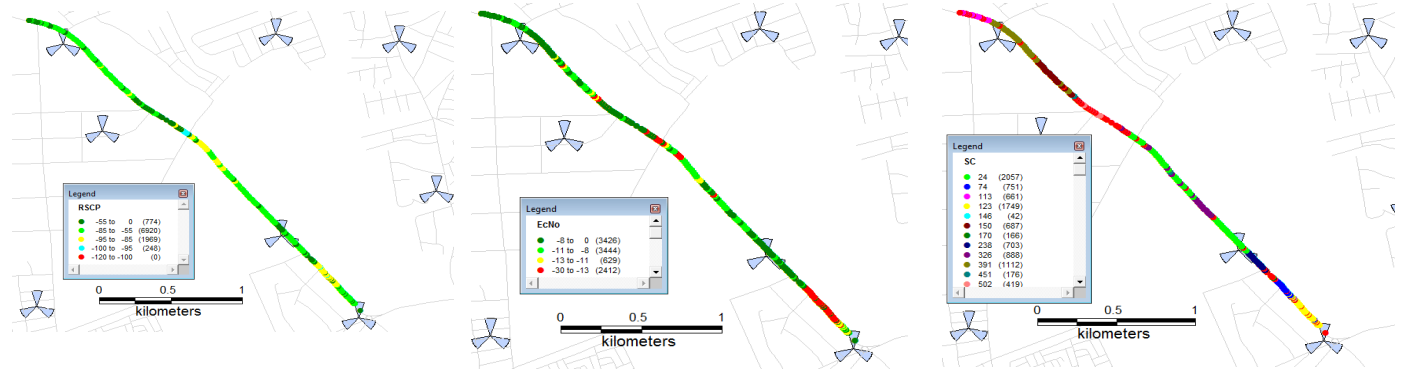 Legend
RSCP
-55 to 0 (774)
-85 to -55 (6920)
-95 to -85 (1969)
-100 to -95 (248)
-120 to -100 (0)
0 0.5 1
kilometers
Legend
EcNo
-8 to 0 (3426)
-11 to -8 (3444)
-13 to -11 (629)
-30 to -13 (2412)
0 0.5 1
kilometers
Legend
SC
24 (2057)
74 (751)
113 (661)
123 (1749)
146 (42)
150 (687)
170 (166)
238 (703)
326 (888)
391 (1112)
451 (176)
502 (419)
0 0.5 1
kilometers